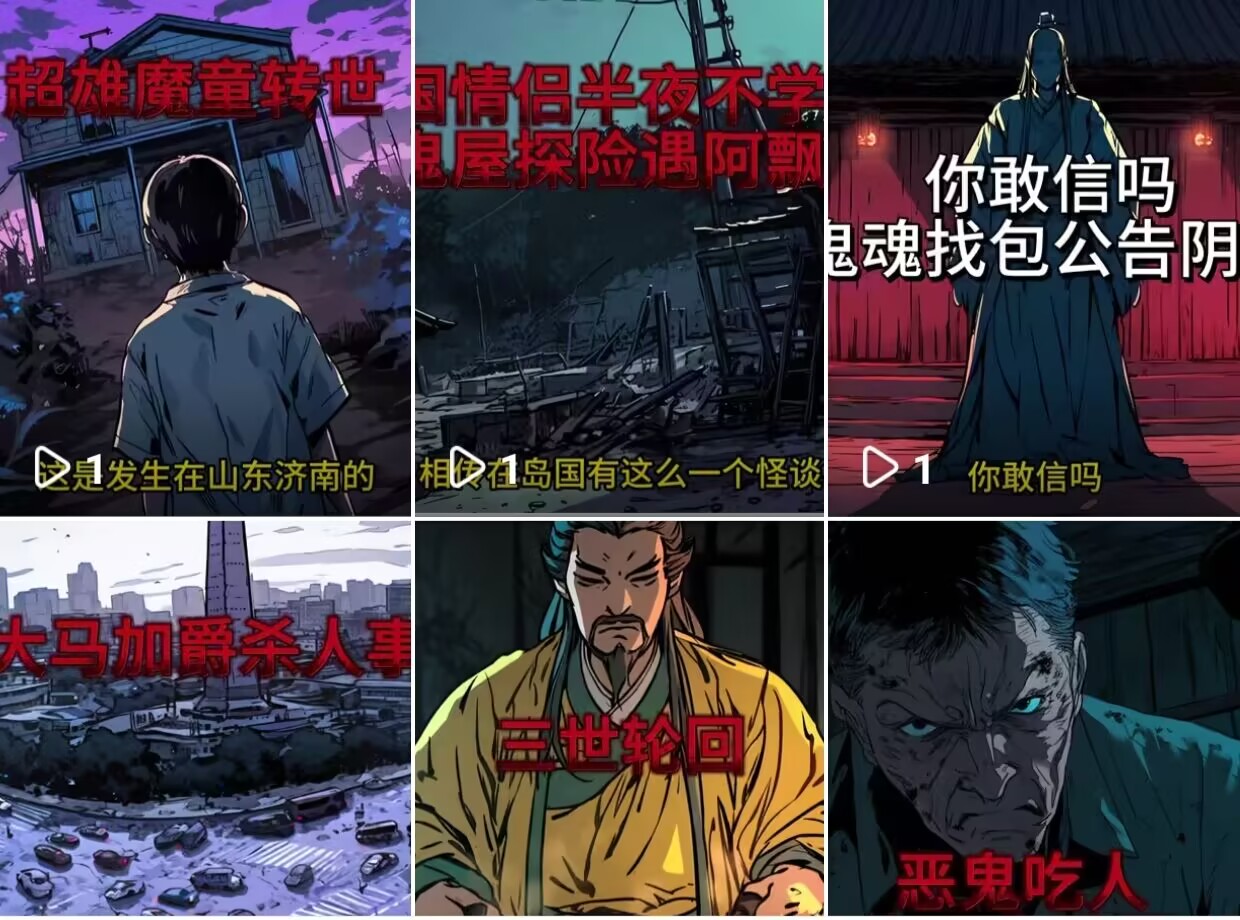 超雄魔童转世
1
这是发生在山东济南的
国情侣半夜不学
鬼屋探险遇阿飘
1
相传在岛国有这么一个怪谈
你敢信吗
鬼魂找包公告阴
1
你敢信吗
大马加爵杀人事
三世轮回
恶鬼吃人